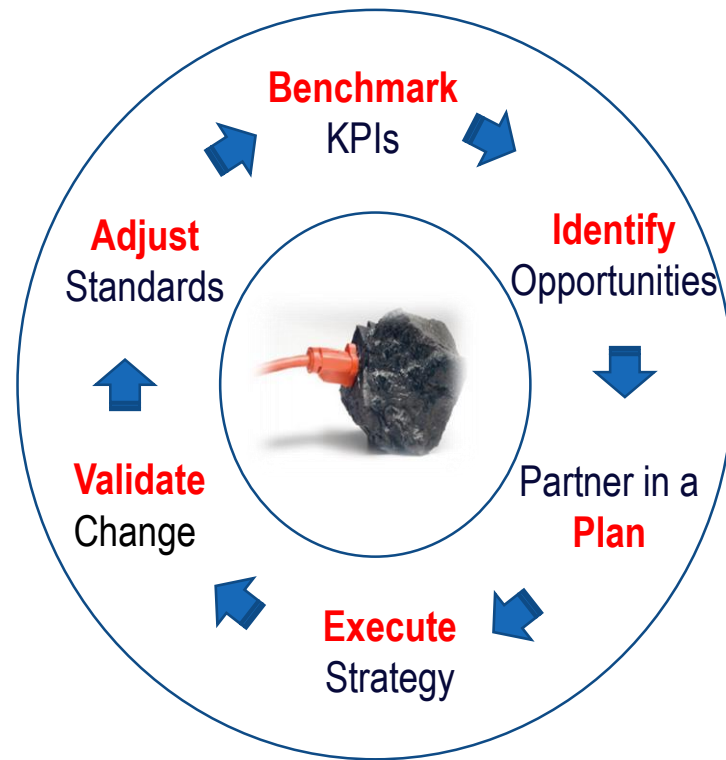 Benchmark
KPIs
Identify
Opportunities
Partner in a
Plan
Execute
Strategy
Validate
Change
Adjust
Standards